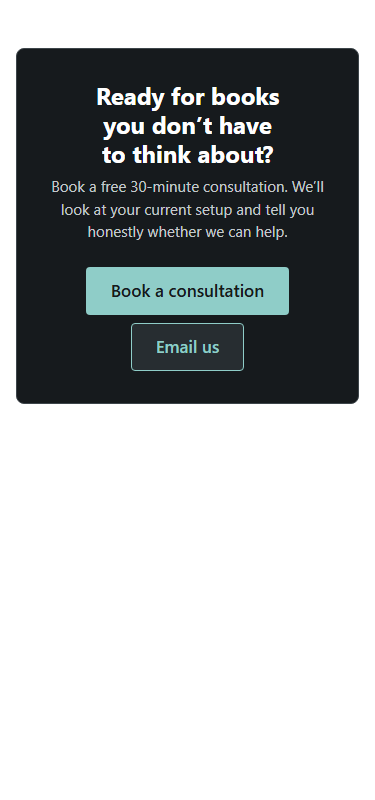 Ready for books
you don’t have
to think about?
Book a free 30-minute consultation. We’ll
look at your current setup and tell you
honestly whether we can help.
Book a consultation
Email us